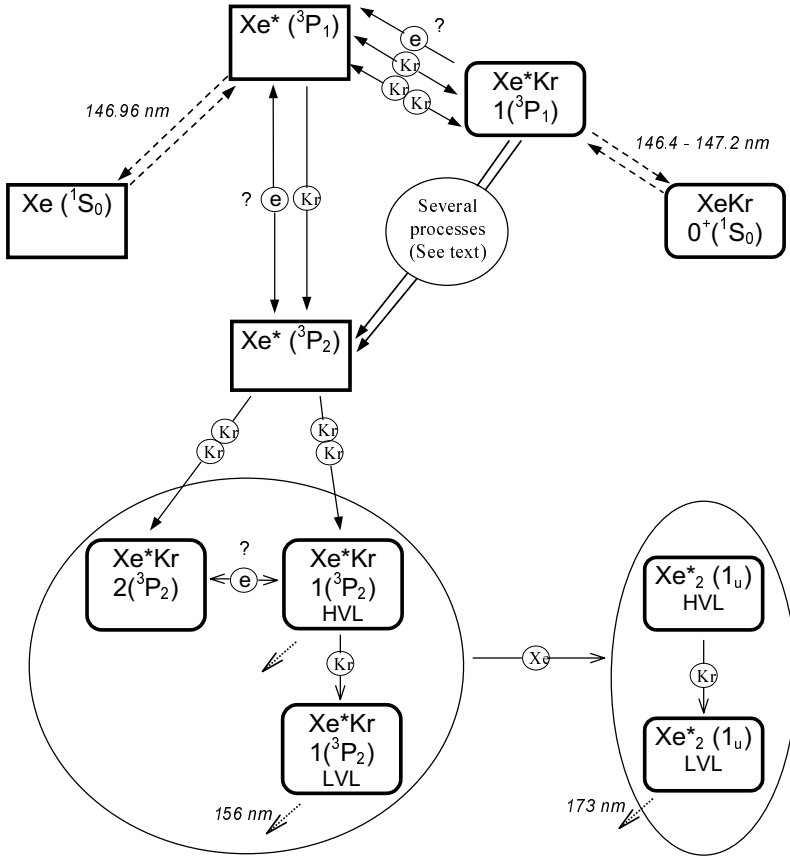 Xe* (³P₁)
?
e
Kr
Kr
Kr
Xe*Kr
1(³P₁)
146.96 nm
146.4 - 147.2 nm
Xe (¹S₀)
XeKr
0⁺(¹S₀)
? e Kr
Several
processes
(See text)
Xe* (³P₂)
Kr
Kr
Kr
Kr
Xe*Kr
2(³P₂)
?
e
Xe*Kr
1(³P₂)
HVL
Kr
Xe*Kr
1(³P₂)
LVL
156 nm
Xe
Xe*₂ (1ᵤ)
HVL
Kr
Xe*₂ (1ᵤ)
LVL
173 nm